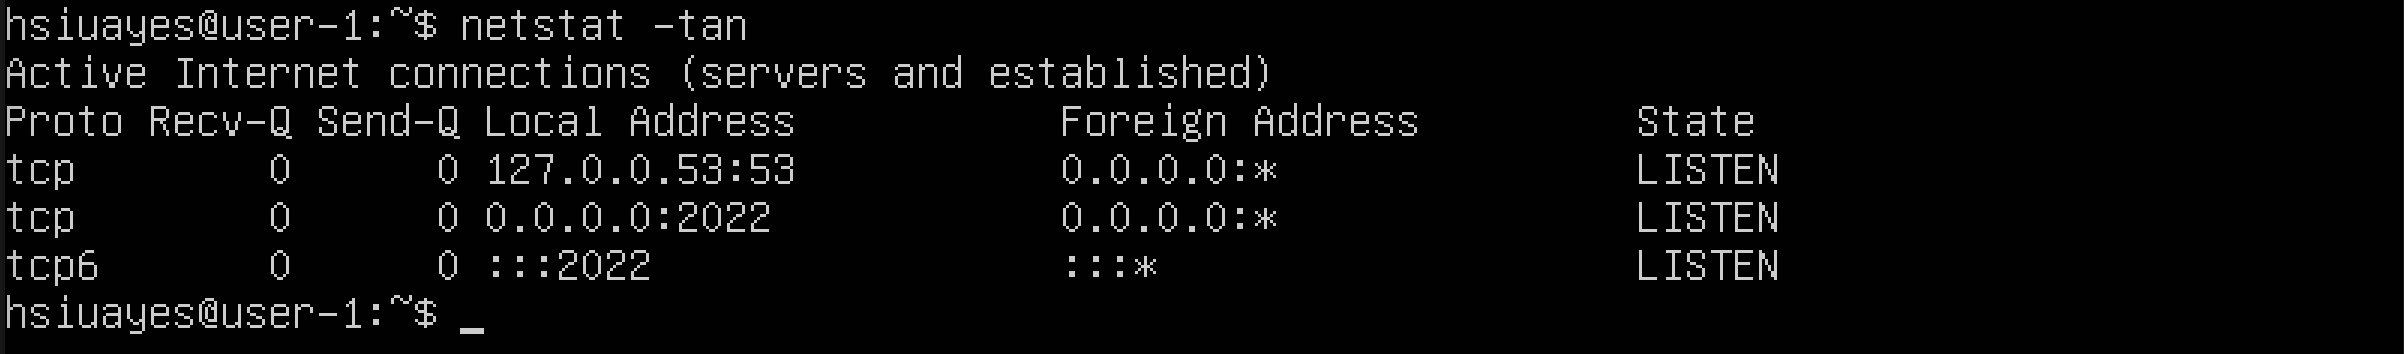 hsiuayes@user-1:~$ netstat -tan
Active Internet connections (servers and established)
Proto Recv-Q Send-Q Local Address           Foreign Address         State
tcp        0      0 127.0.0.53:53           0.0.0.0:*               LISTEN
tcp        0      0 0.0.0.0:2022            0.0.0.0:*               LISTEN
tcp6       0      0 :::2022                 :::*                    LISTEN
hsiuayes@user-1:~$ _